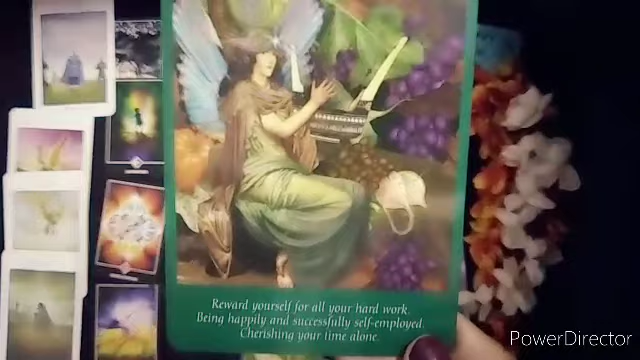 Reward yourself for all your hard work.
Being happily and successfully self-employed.
Cherishing your time alone.
PowerDirector